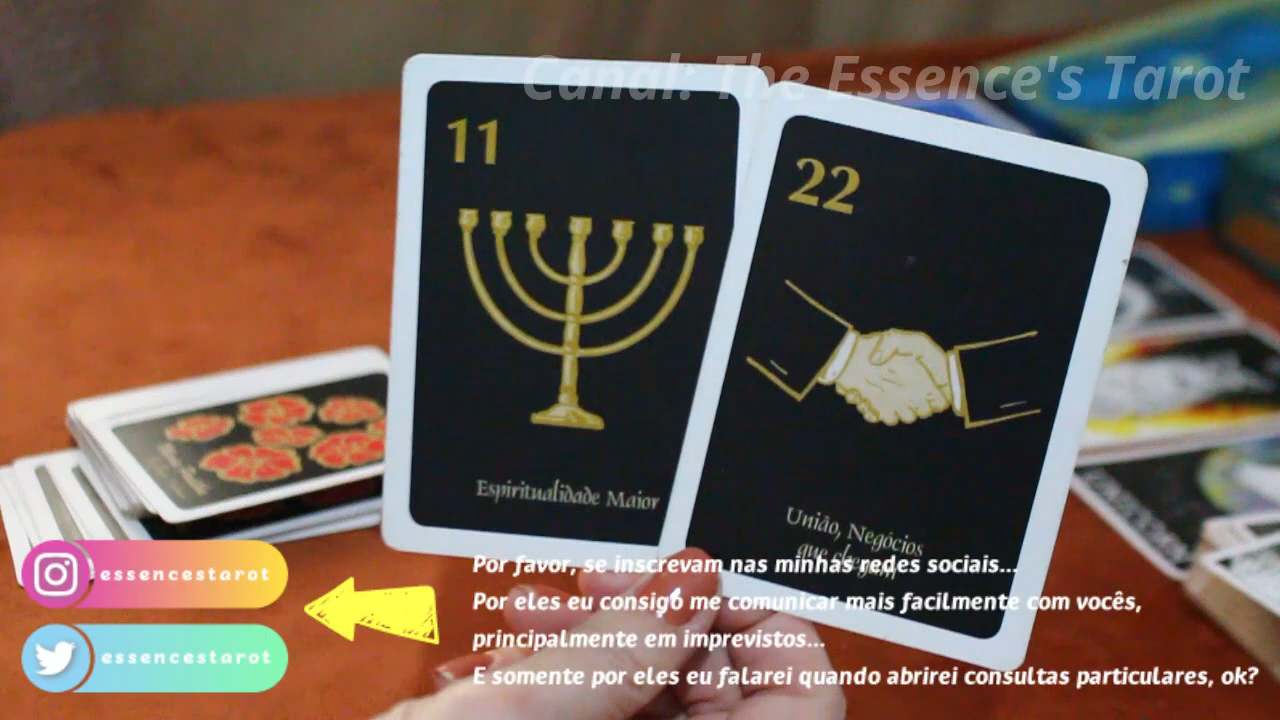 Canal: The Essence's Tarot
11
22
Espiritualidade Maior
União, Negócios
que chegam
essencestarot
essencestarot
Por favor, se inscrevam nas minhas redes sociais...
Por eles eu consigo me comunicar mais facilmente com vocês,
principalmente em imprevistos...
E somente por eles eu falarei quando abrirei consultas particulares, ok?